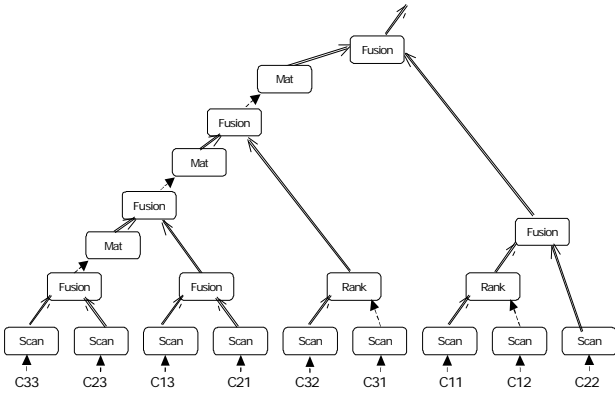 Fusion
Mat
Fusion
Mat
Fusion
Fusion
Mat
Fusion Fusion Rank Rank
Scan Scan Scan Scan Scan Scan Scan Scan Scan
C33 C23 C13 C21 C32 C31 C11 C12 C22